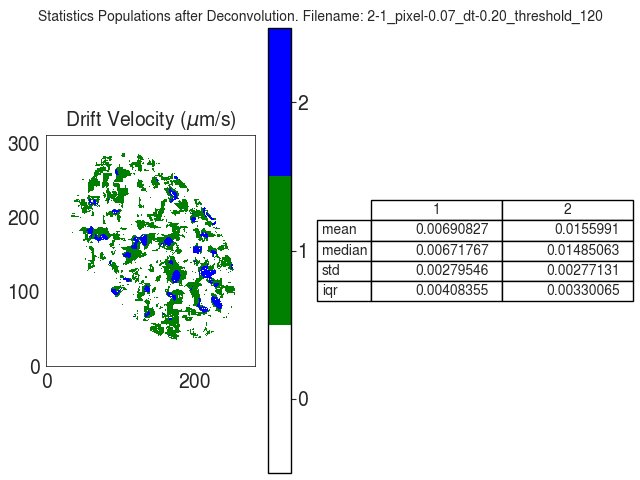 Statistics Populations after Deconvolution. Filename: 2-1_pixel-0.07_dt-0.20_threshold_120
Drift Velocity (μm/s)
300
200
100
0
0 200
2
1
0
1 2
mean 0.00690827 0.0155991
median 0.00671767 0.01485063
std 0.00279546 0.00277131
iqr 0.00408355 0.00330065